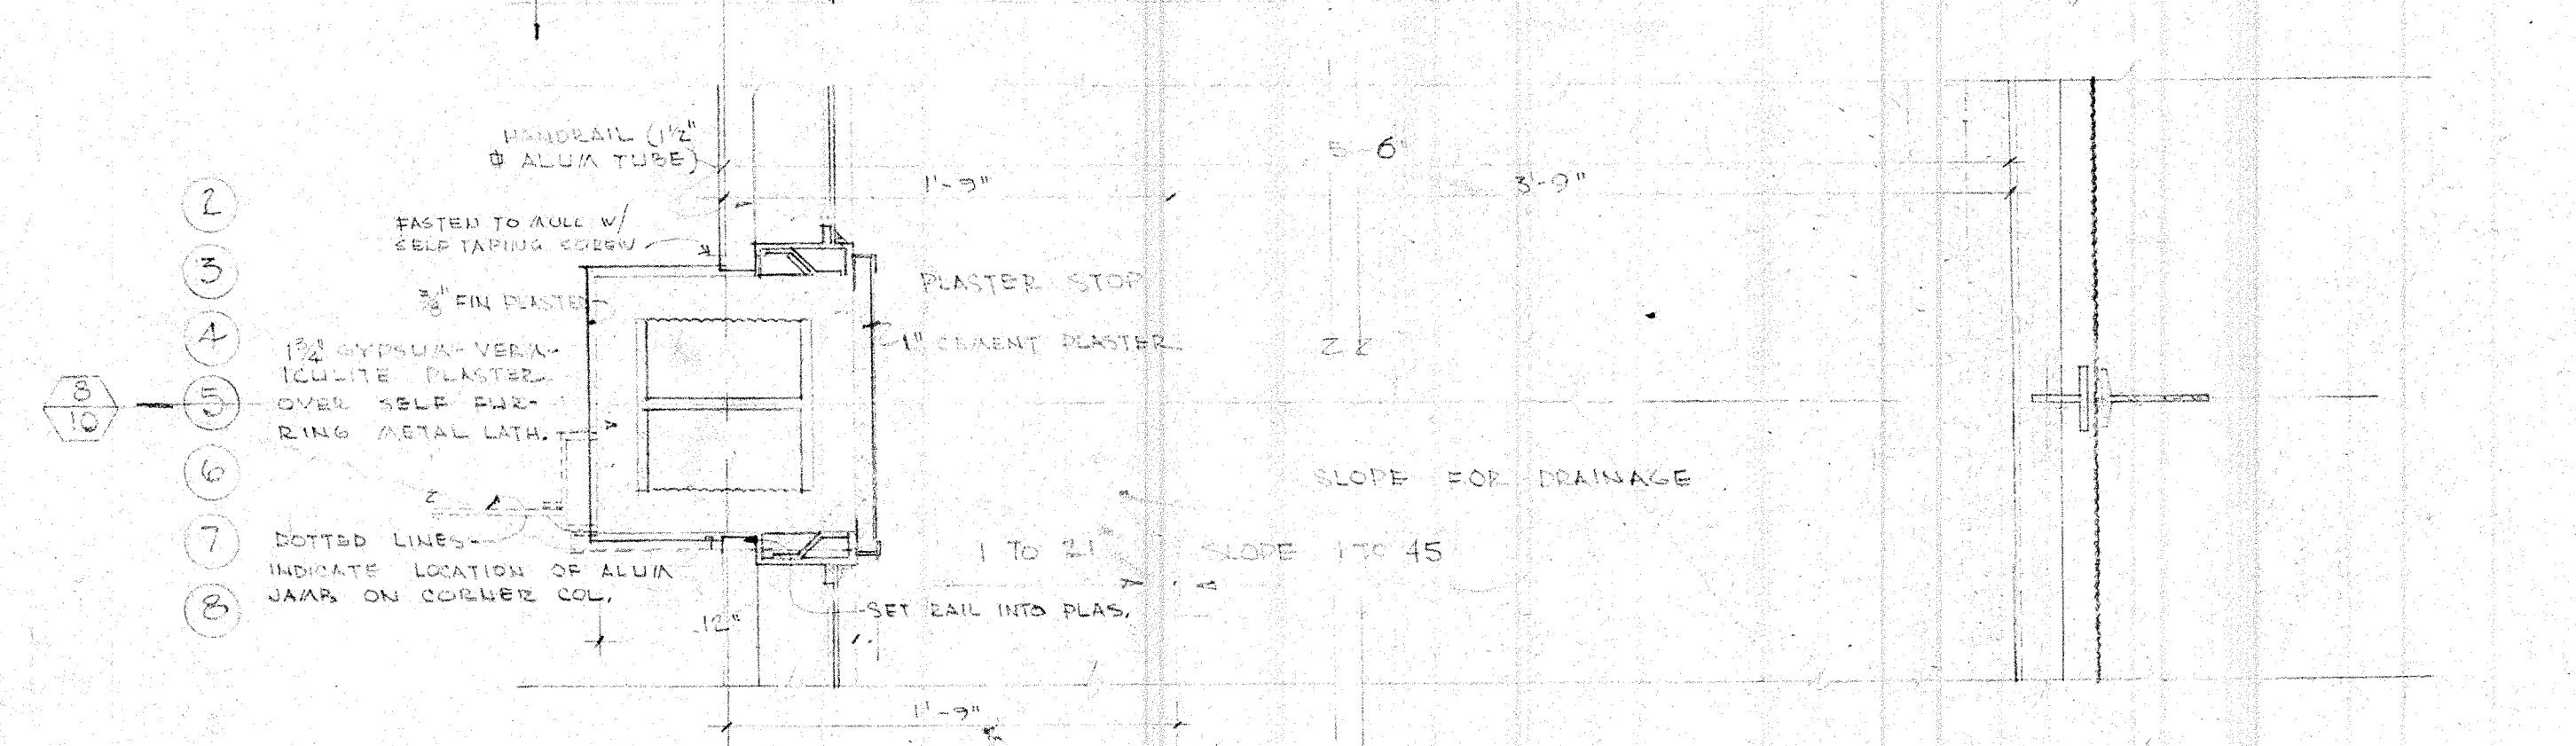 HANDRAIL (1½"
⌽ ALUM TUBE)
5'-6"
1'-9"
3'-9"
2
FASTEN TO MULL W/
SELF TAPING SCREW
3
PLASTER STOP
⅜" FIN PLASTER
4
1" CEMENT PLASTER
1¾" GYPSUM-VERM-
ICULITE PLASTER
OVER SELF FUR-
RING METAL LATH.
8
10
5
6
SLOPE FOR DRAINAGE
7
DOTTED LINES
INDICATE LOCATION OF ALUM
JAMB ON CORNER COL.
1 TO 21
SLOPE 1 TO 45
8
SET RAIL INTO PLAS.
12"
1'-9"